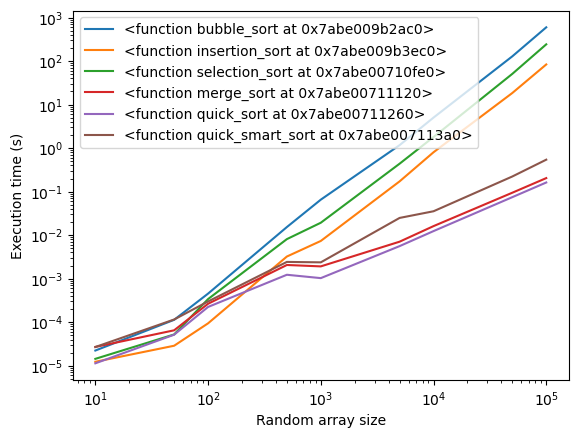 <function bubble_sort at 0x7abe009b2ac0>
<function insertion_sort at 0x7abe009b3ec0>
<function selection_sort at 0x7abe00710fe0>
<function merge_sort at 0x7abe00711120>
<function quick_sort at 0x7abe00711260>
<function quick_smart_sort at 0x7abe007113a0>
Execution time (s)
10³
10²
10¹
10⁰
10⁻¹
10⁻²
10⁻³
10⁻⁴
10⁻⁵
10¹ 10² 10³ 10⁴ 10⁵
Random array size